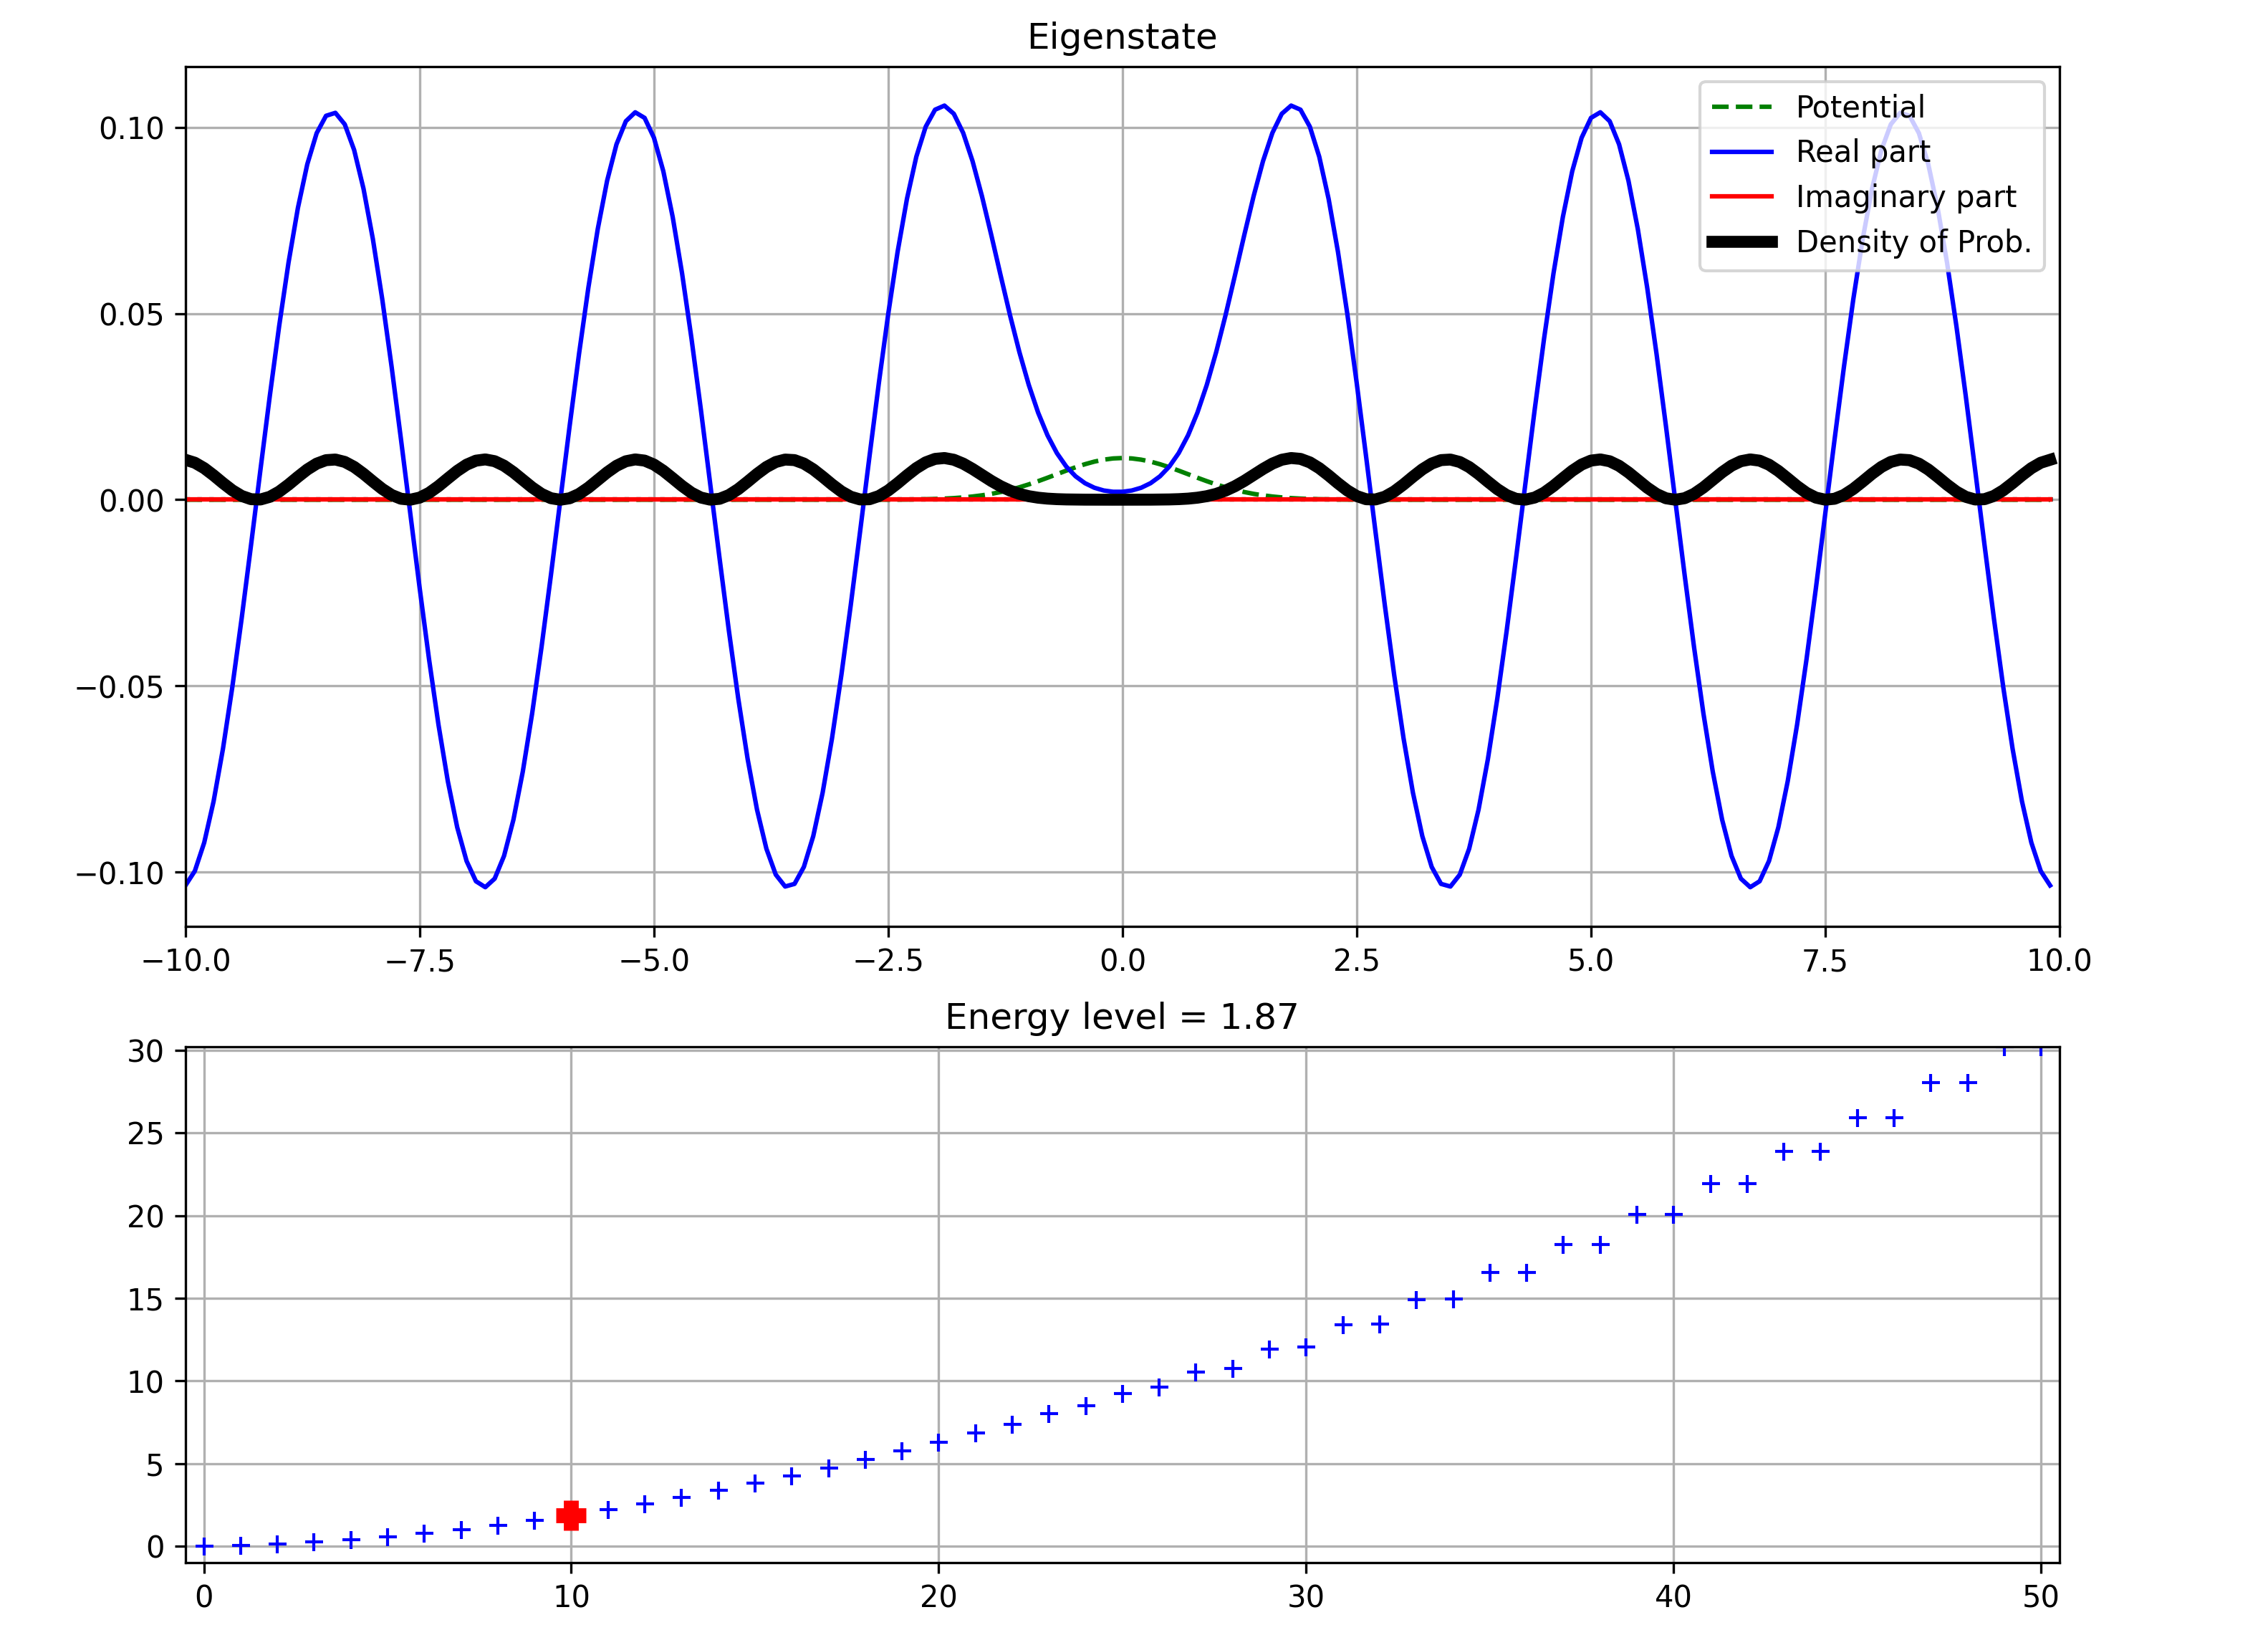 Eigenstate
Potential
Real part
Imaginary part
Density of Prob.
0.10
0.05
0.00
−0.05
−0.10
−10.0 −7.5 −5.0 −2.5 0.0 2.5 5.0 7.5 10.0
Energy level = 1.87
30
25
20
15
10
5
0
0 10 20 30 40 50